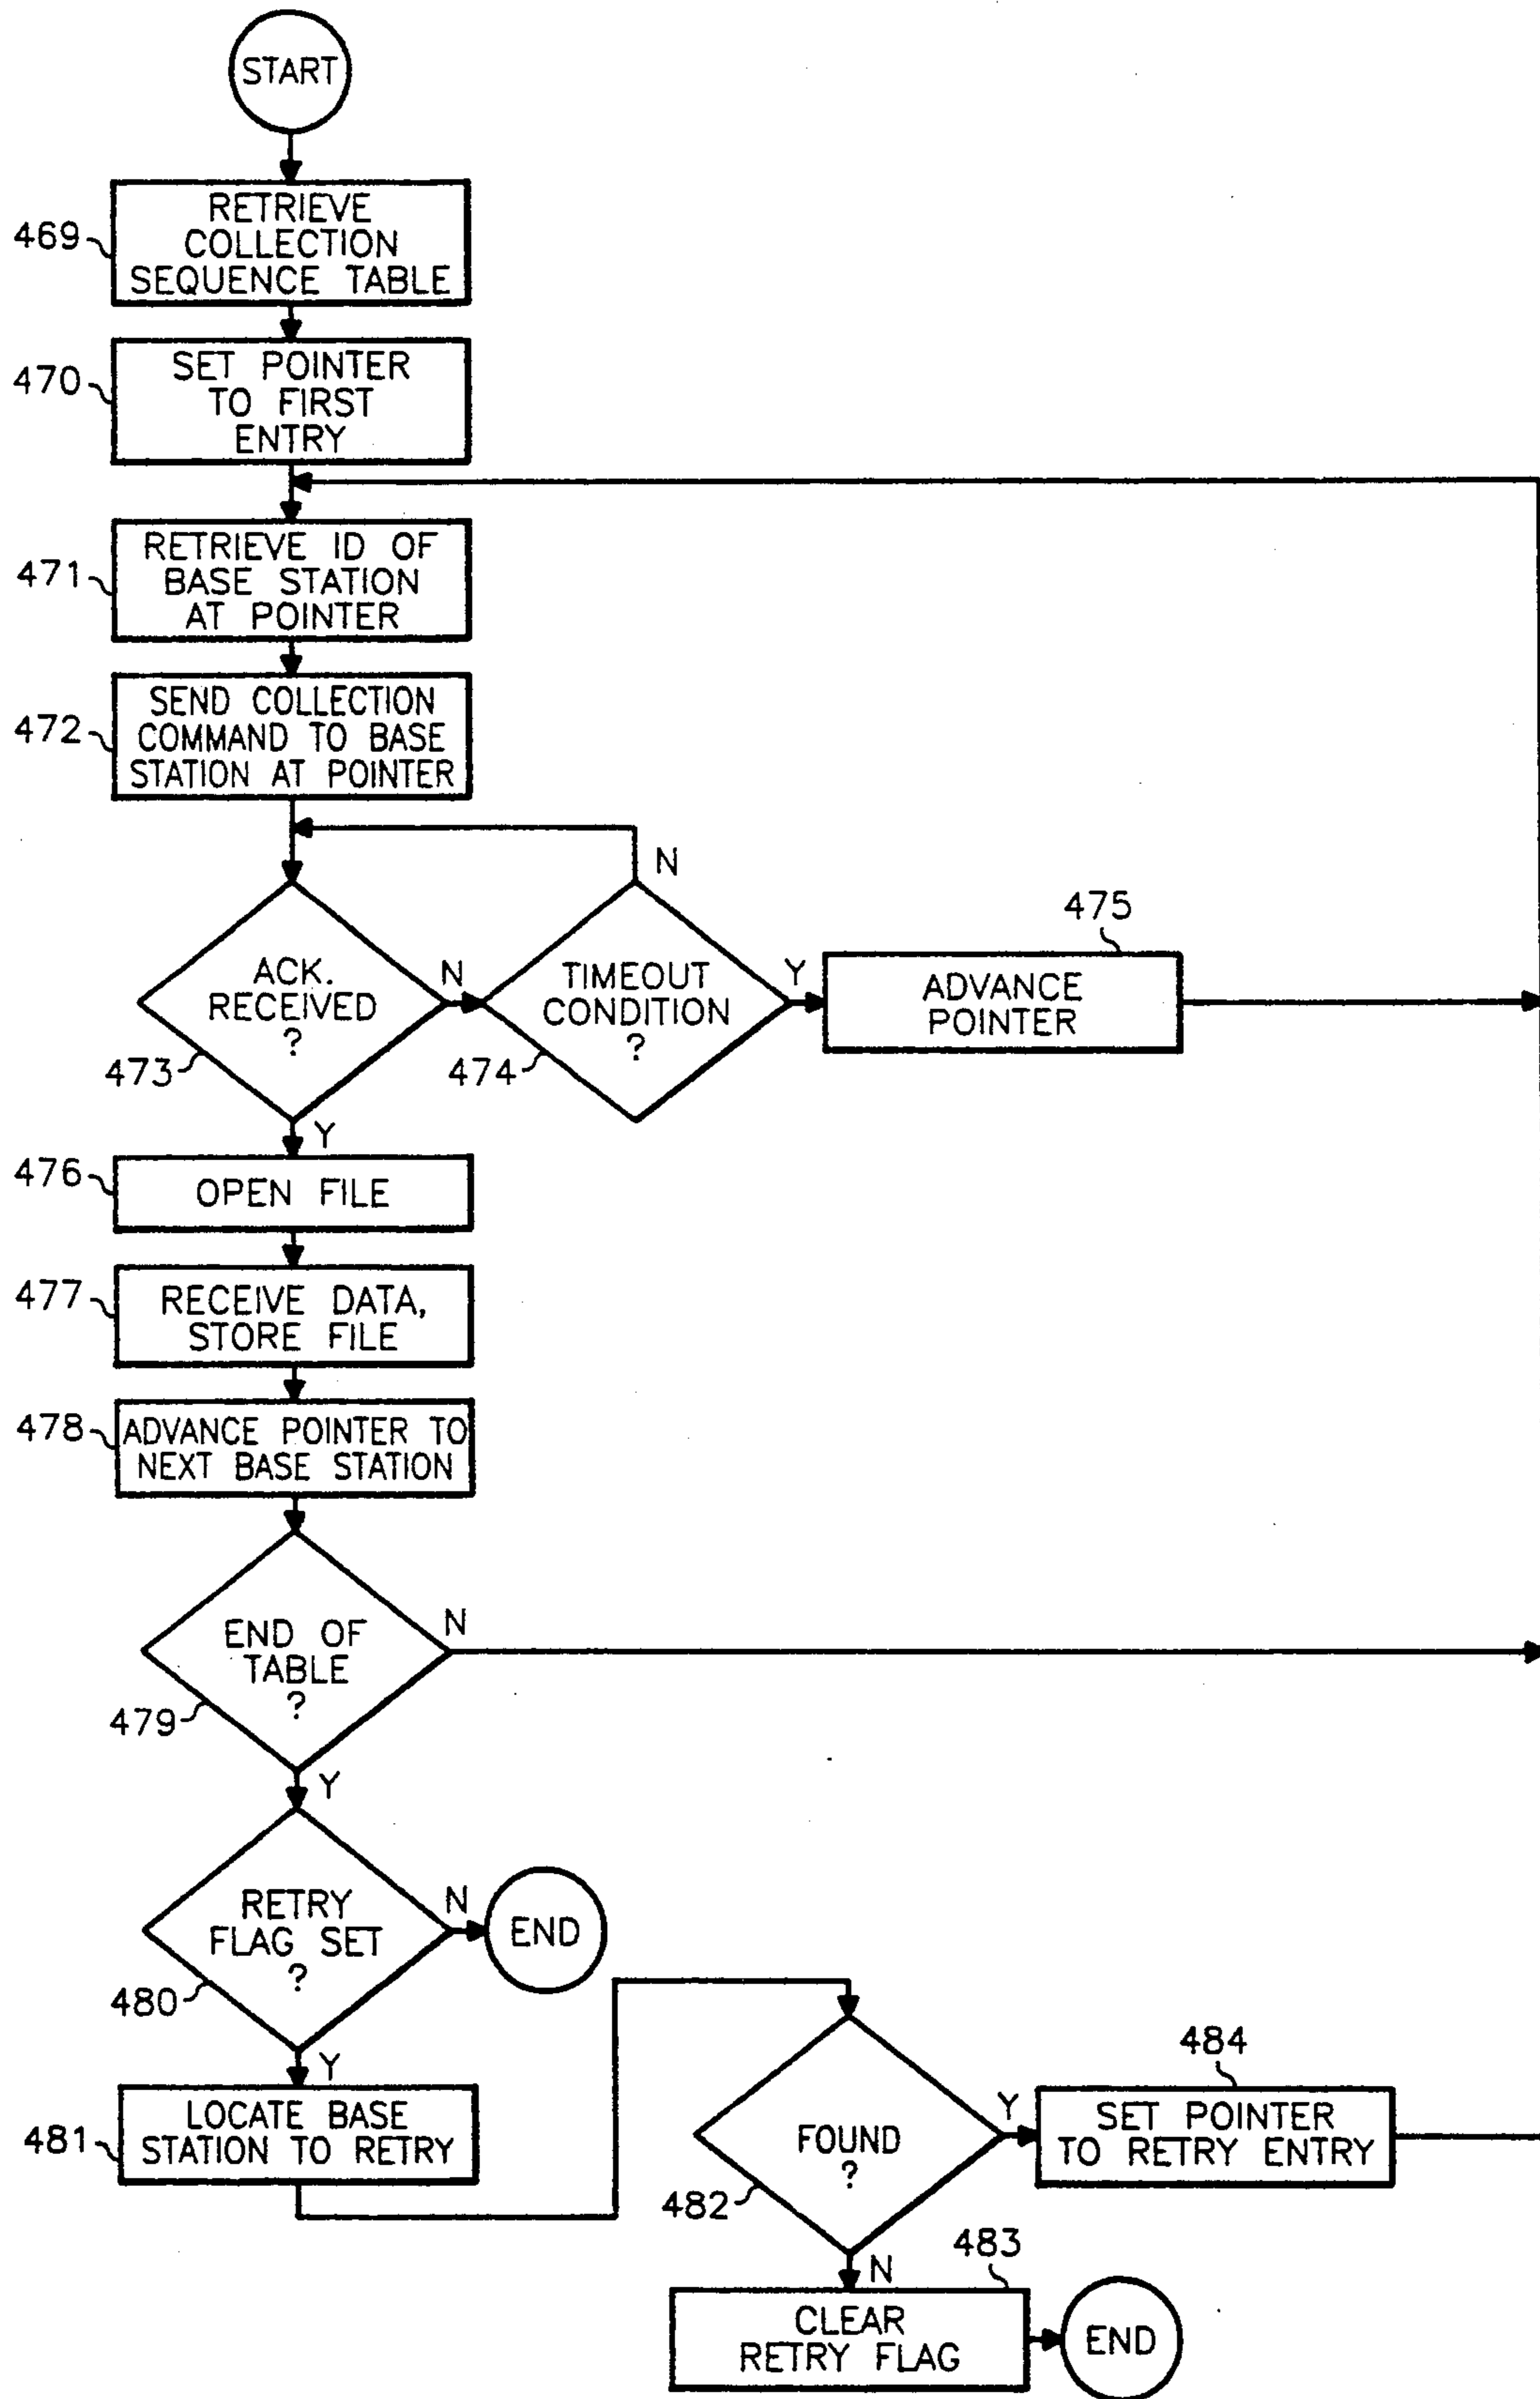 START
469
RETRIEVE
COLLECTION
SEQUENCE TABLE
470
SET POINTER
TO FIRST
ENTRY
471
RETRIEVE ID OF
BASE STATION
AT POINTER
472
SEND COLLECTION
COMMAND TO BASE
STATION AT POINTER
473
ACK.
RECEIVED
?
N
Y
474
TIMEOUT
CONDITION
?
N
Y
475
ADVANCE
POINTER
476
OPEN FILE
477
RECEIVE DATA,
STORE FILE
478
ADVANCE POINTER TO
NEXT BASE STATION
479
END OF
TABLE
?
N
Y
480
RETRY
FLAG SET
?
N
END
Y
481
LOCATE BASE
STATION TO RETRY
482
FOUND
?
Y
484
SET POINTER
TO RETRY ENTRY
N
483
CLEAR
RETRY FLAG
END